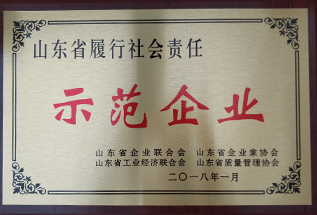 山东省履行社会责任
示范企业
山东省企业联合会 山东省企业家协会
山东省工业经济联合会 山东省质量管理协会
二〇一八年一月